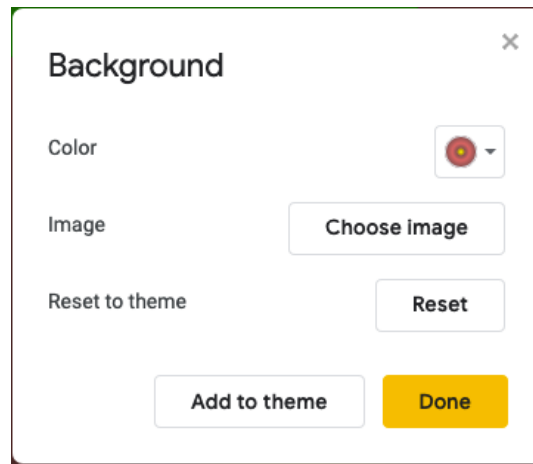 Background
Color
Image
Choose image
Reset to theme
Reset
Add to theme
Done